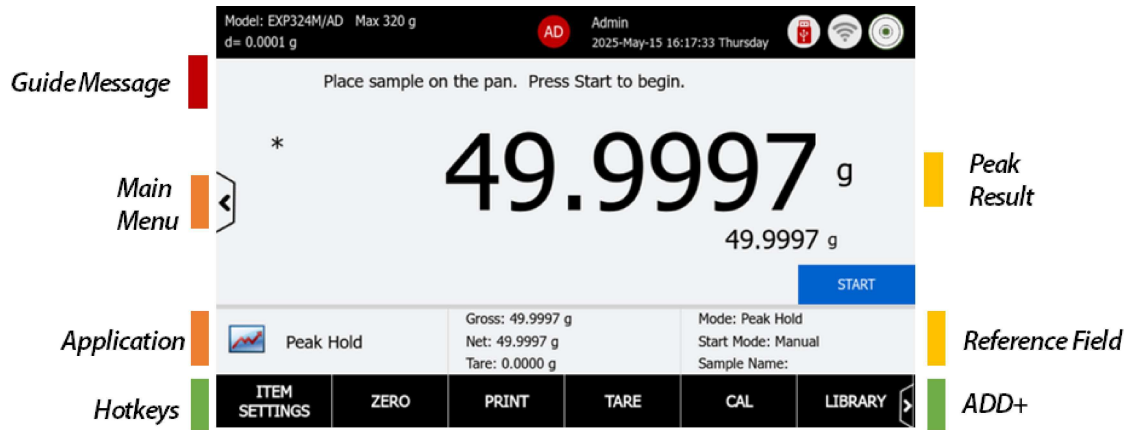 Model: EXP324M/AD Max 320 g
d= 0.0001 g
AD
Admin
2025-May-15 16:17:33 Thursday
Guide Message
Place sample on the pan. Press Start to begin.
*
49.9997 g
Main
Menu
Peak
Result
49.9997 g
START
Application
Peak Hold
Gross: 49.9997 g
Net: 49.9997 g
Tare: 0.0000 g
Mode: Peak Hold
Start Mode: Manual
Sample Name:
Reference Field
Hotkeys
ITEM
SETTINGS
ZERO
PRINT
TARE
CAL
LIBRARY
ADD+